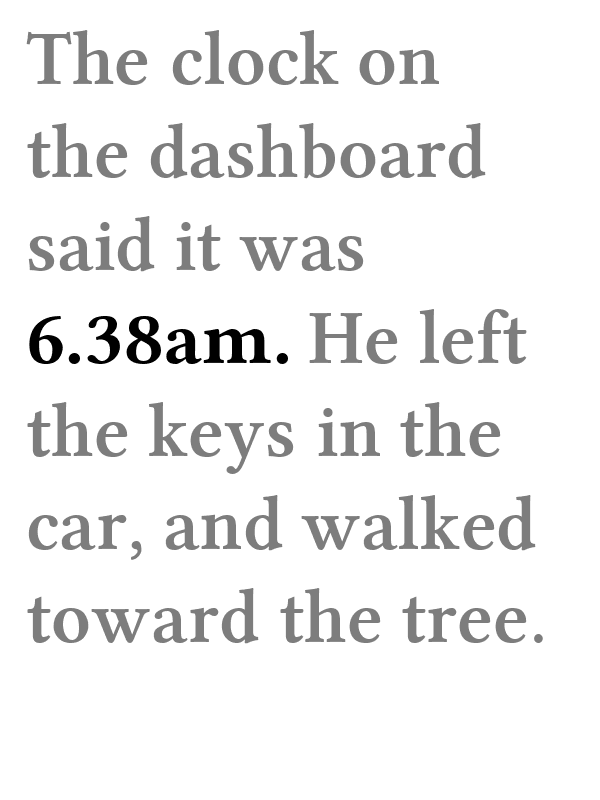 The clock on
the dashboard
said it was
6.38am. He left
the keys in the
car, and walked
toward the tree.